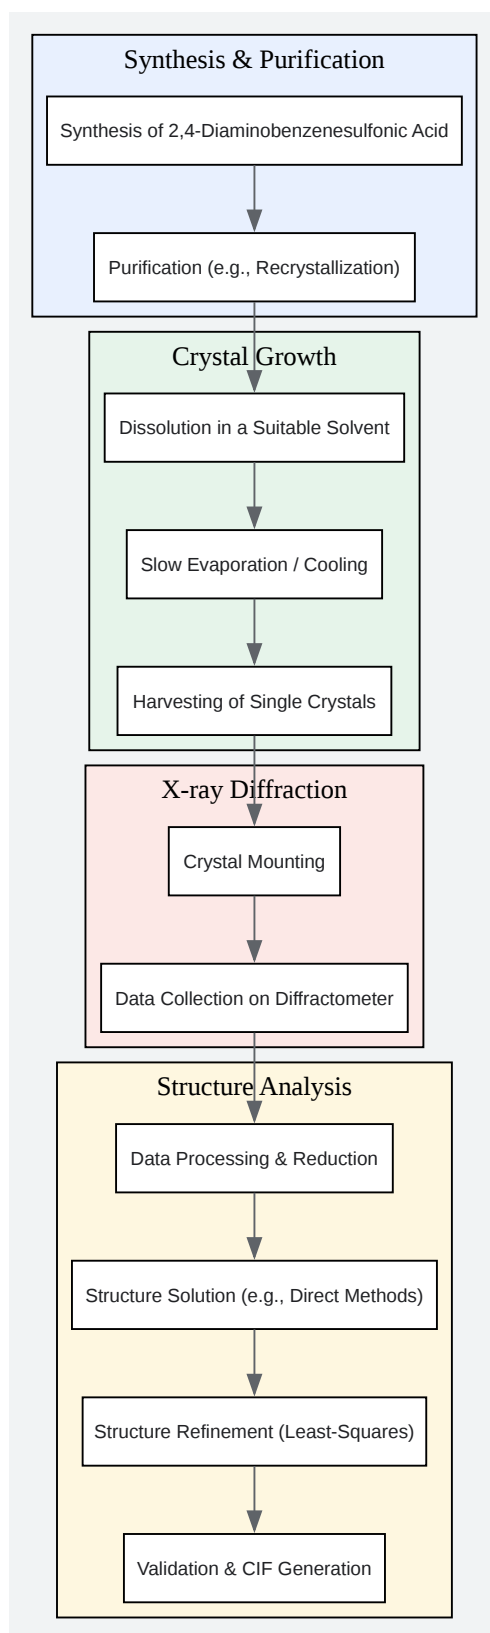 Synthesis & Purification
Synthesis of 2,4-Diaminobenzenesulfonic Acid
Purification (e.g., Recrystallization)
Crystal Growth
Dissolution in a Suitable Solvent
Slow Evaporation / Cooling
Harvesting of Single Crystals
X-ray Diffraction
Crystal Mounting
Data Collection on Diffractometer
Structure Analysis
Data Processing & Reduction
Structure Solution (e.g., Direct Methods)
Structure Refinement (Least-Squares)
Validation & CIF Generation